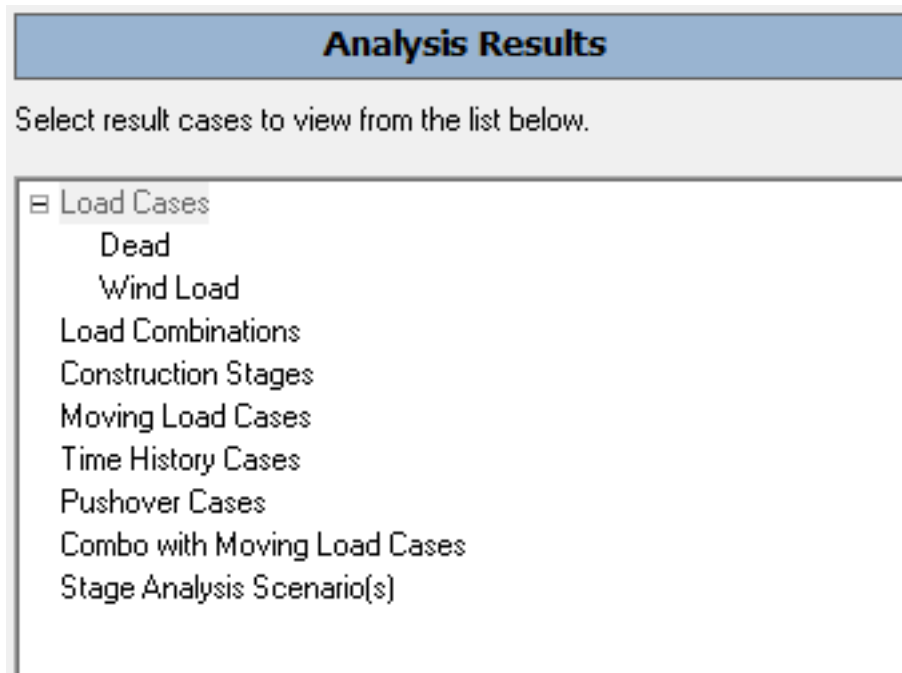 Analysis Results
Select result cases to view from the list below.
Load Cases
Dead
Wind Load
Load Combinations
Construction Stages
Moving Load Cases
Time History Cases
Pushover Cases
Combo with Moving Load Cases
Stage Analysis Scenario(s)